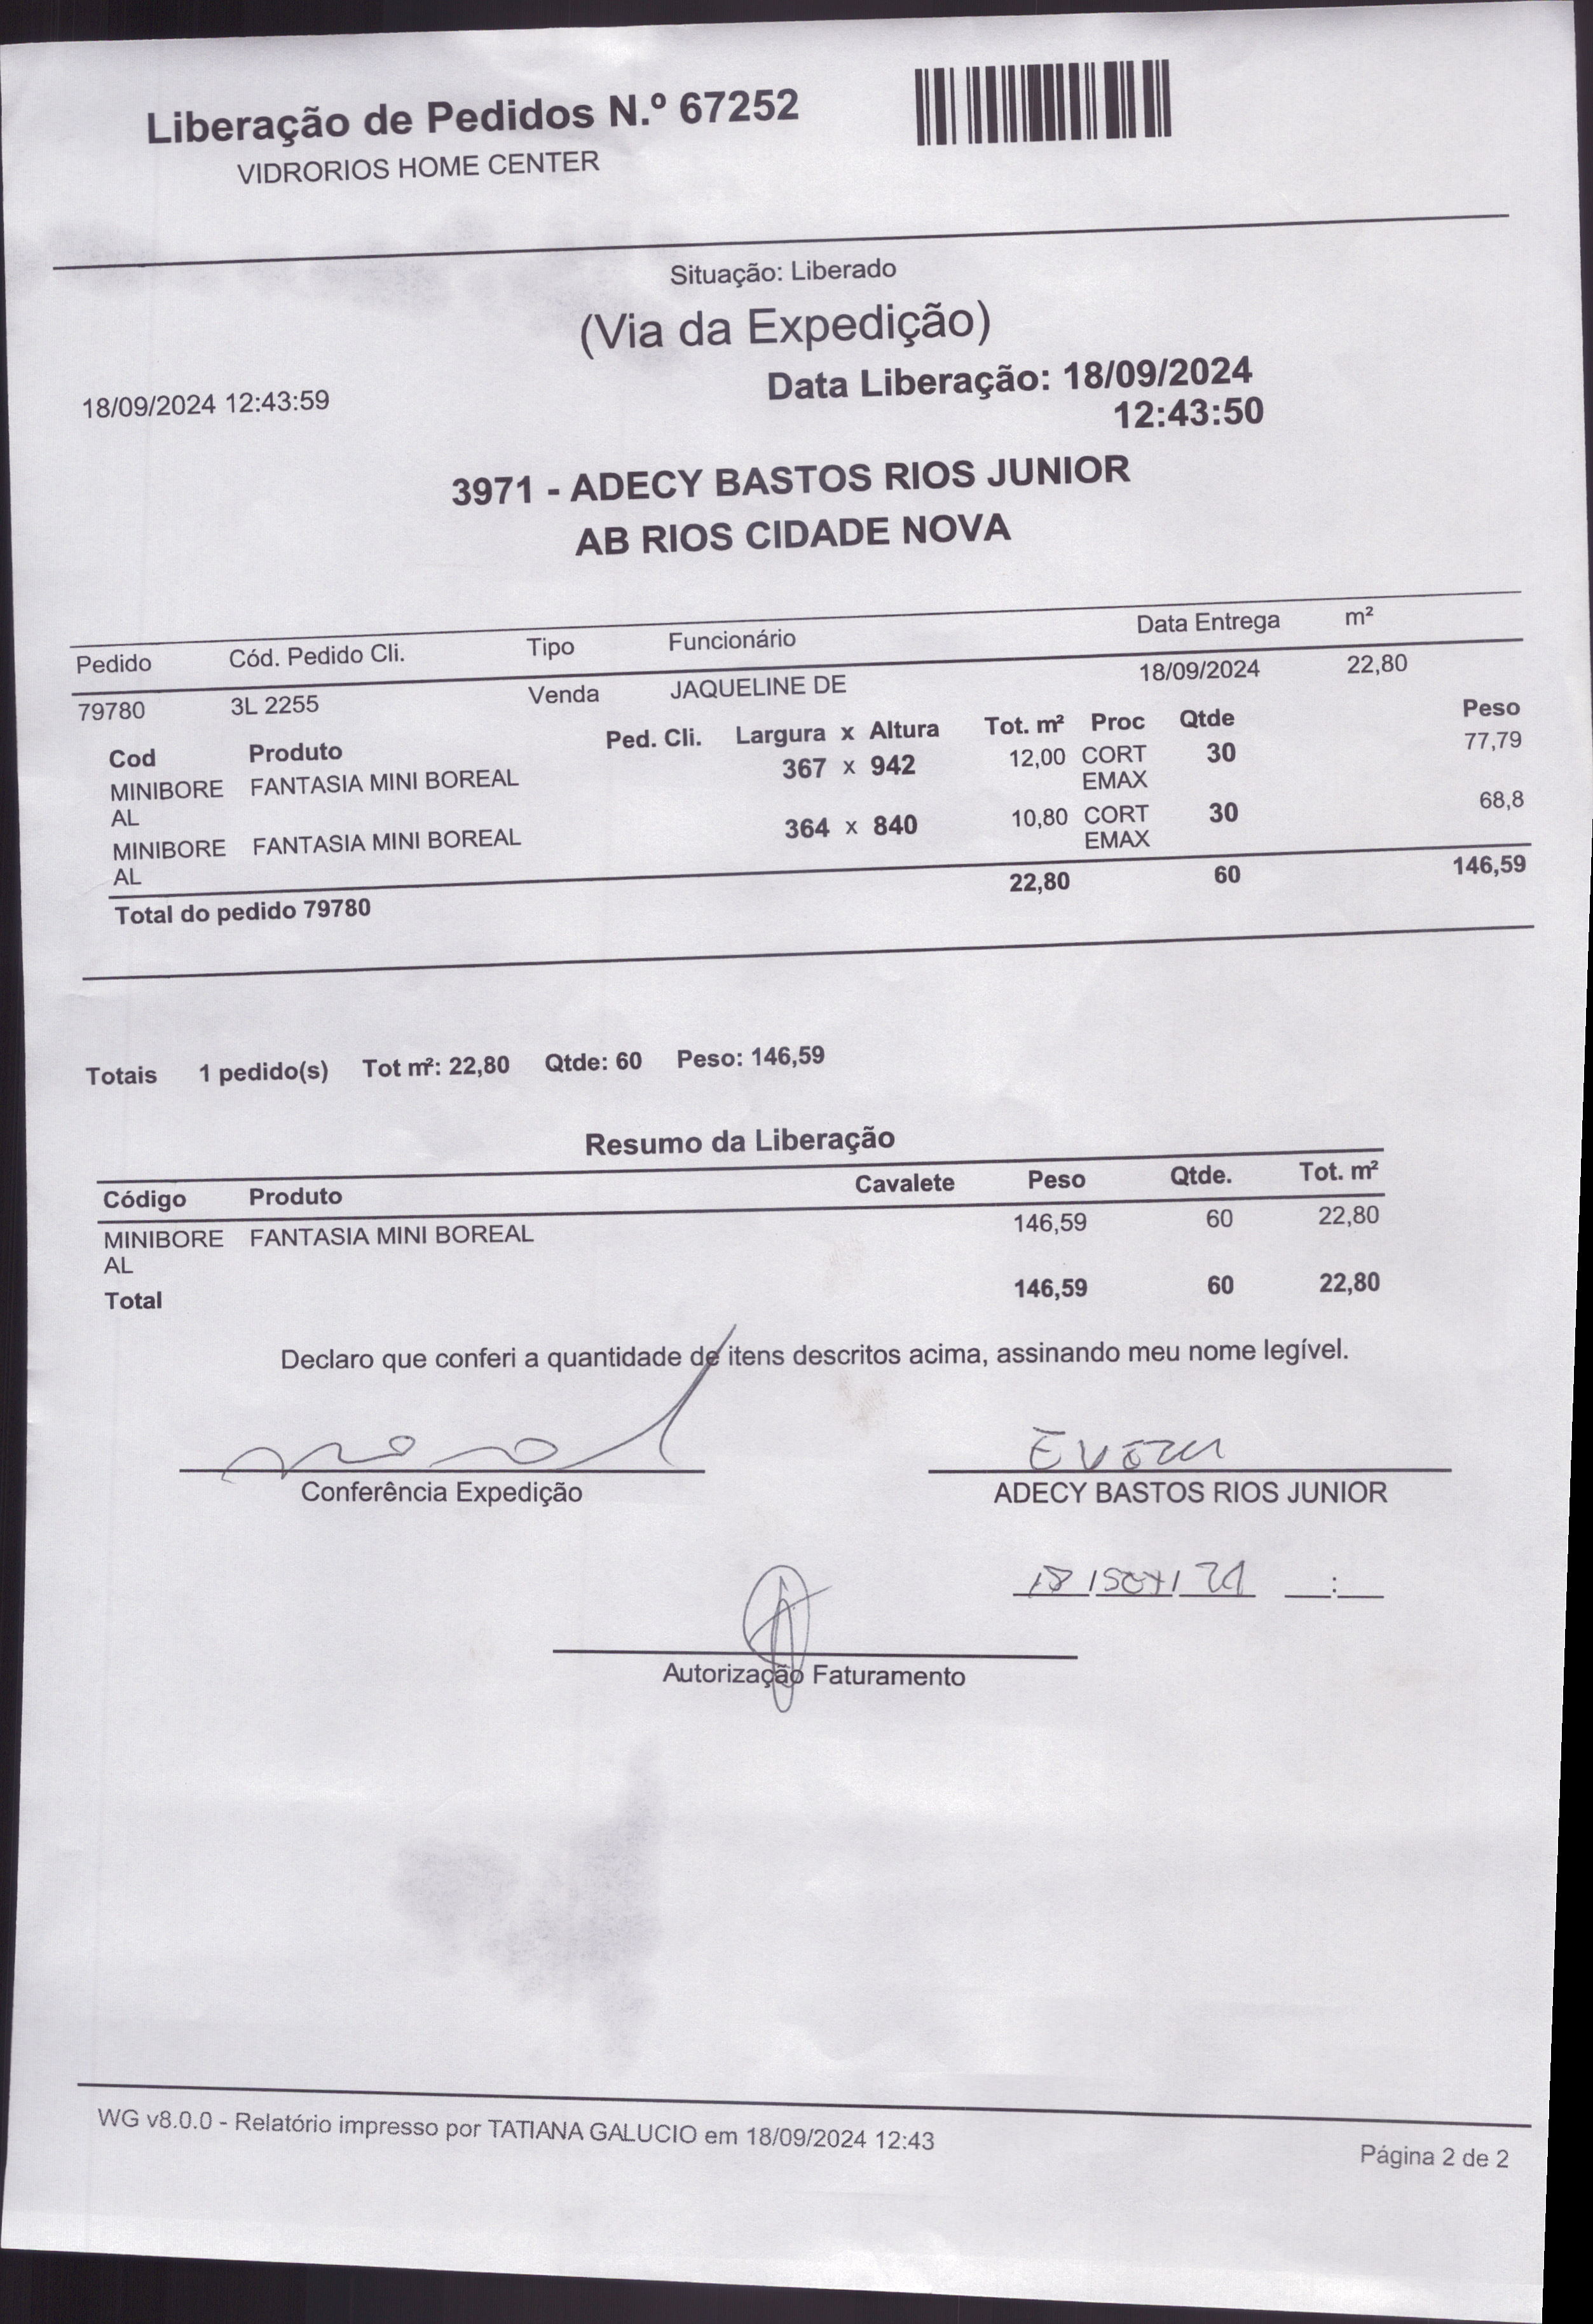 Liberação de Pedidos N.º 67252
VIDRORIOS HOME CENTER
Situação: Liberado
(Via da Expedição)
18/09/2024 12:43:59
Data Liberação: 18/09/2024
12:43:50
3971 - ADECY BASTOS RIOS JUNIOR
AB RIOS CIDADE NOVA
Pedido Cód. Pedido Cli. Tipo Funcionário Data Entrega m²
79780 3L 2255 Venda JAQUELINE DE 18/09/2024 22,80
Cod Produto Ped. Cli. Largura x Altura Tot. m² Proc Qtde Peso
MINIBORE FANTASIA MINI BOREAL 367 x 942 12,00 CORT 30 77,79
AL EMAX
MINIBORE FANTASIA MINI BOREAL 364 x 840 10,80 CORT 30 68,8
AL EMAX
Total do pedido 79780 22,80 60 146,59
Totais 1 pedido(s) Tot m²: 22,80 Qtde: 60 Peso: 146,59
Resumo da Liberação
Código Produto Cavalete Peso Qtde. Tot. m²
MINIBORE FANTASIA MINI BOREAL 146,59 60 22,80
AL
Total 146,59 60 22,80
Declaro que conferi a quantidade de itens descritos acima, assinando meu nome legível.
Conferência Expedição
ADECY BASTOS RIOS JUNIOR
Autorização Faturamento
WG v8.0.0 - Relatório impresso por TATIANA GALUCIO em 18/09/2024 12:43
Página 2 de 2